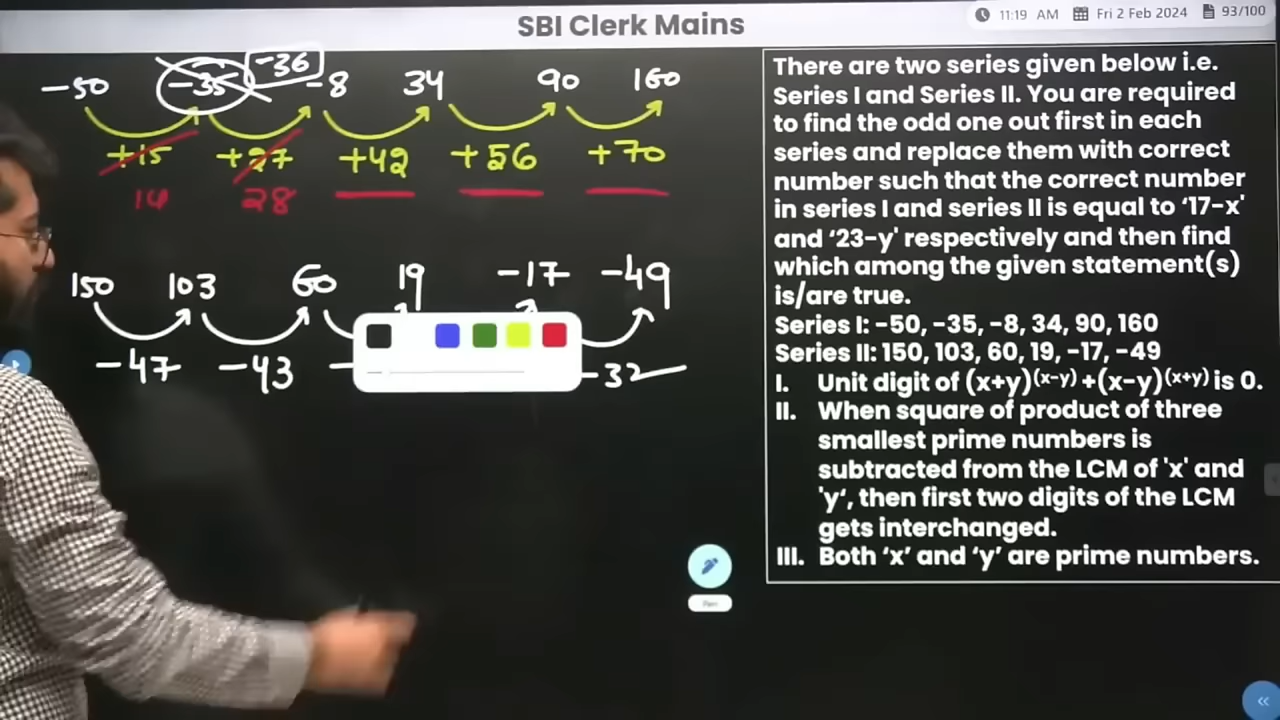 SBI Clerk Mains
11:19 AM Fri 2 Feb 2024 93/100
-50 -35 -36 -8 34 90 160
+15 +27 +42 +56 +70
14 28
150 103 60 19 -17 -49
-47 -43 - -32
There are two series given below i.e.
Series I and Series II. You are required
to find the odd one out first in each
series and replace them with correct
number such that the correct number
in series I and series II is equal to ‘17-x'
and ‘23-y' respectively and then find
which among the given statement(s)
is/are true.
Series I: -50, -35, -8, 34, 90, 160
Series II: 150, 103, 60, 19, -17, -49
I. Unit digit of (x+y)⁽ˣ⁻ʸ⁾ +(x-y)⁽ˣ⁺ʸ⁾ is 0.
II. When square of product of three
smallest prime numbers is
subtracted from the LCM of 'x' and
'y‘, then first two digits of the LCM
gets interchanged.
III. Both ‘x’ and ‘y’ are prime numbers.
Pen
«